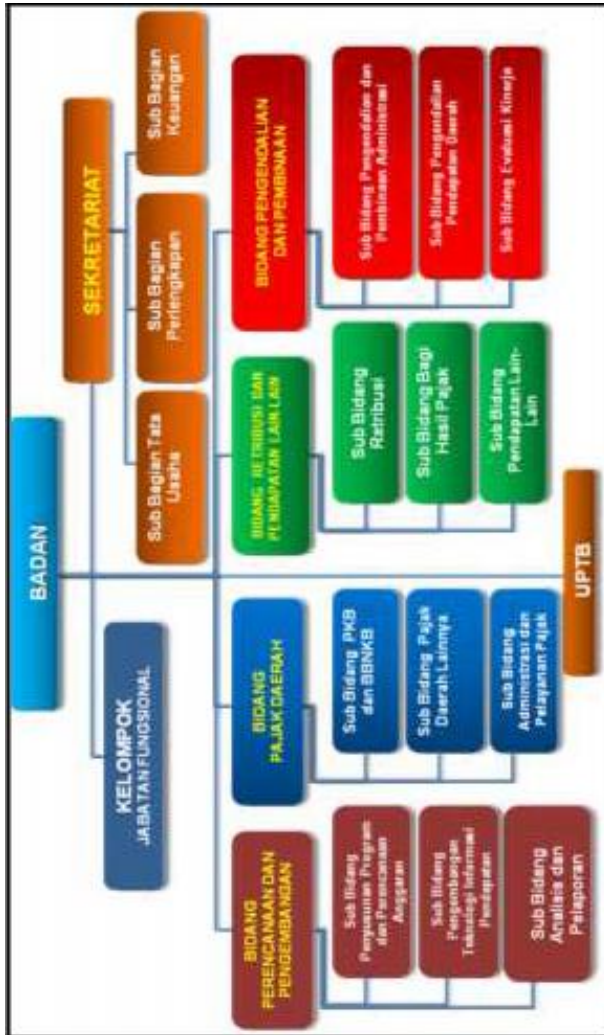 BADAN
KELOMPOK
JABATAN FUNGSIONAL
SEKRETARIAT
Sub Bagian Tata
Usaha
Sub Bagian
Perlengkapan
Sub Bagian
Keuangan
BIDANG
PERENCANAAN DAN
PENGEMBANGAN
BIDANG
PAJAK DAERAH
BIDANG RETRIBUSI DAN
PENDAPATAN LAIN LAIN
BIDANG PENGENDALIAN
DAN PEMBINAAN
Sub Bidang
Penyusunan Program
dan Perencanaan
Anggaran
Sub Bidang
Pengembangan
Teknologi Informasi
Pendapatan
Sub Bidang
Analisis dan
Pelaporan
Sub Bidang PKB
dan BBNKB
Sub Bidang Pajak
Daerah Lainnya
Sub Bidang
Administrasi dan
Pelayanan Pajak
Sub Bidang
Retribusi
Sub Bidang Bagi
Hasil Pajak
Sub Bidang
Pendapatan Lain-
Lain
Sub Bidang Pengendalian dan
Pembinaan Administrasi
Sub Bidang Pengendalian
Pendapatan Daerah
Sub Bidang Evaluasi Kinerja
UPTB